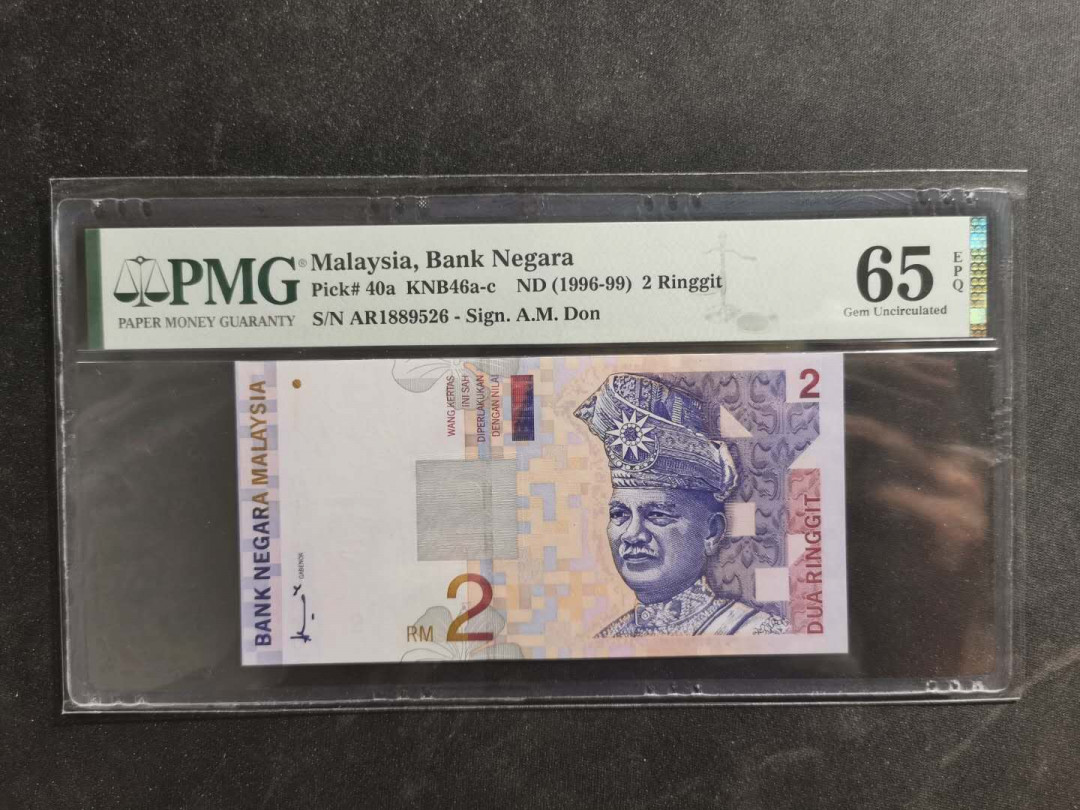 PMG®
PAPER MONEY GUARANTY
Malaysia, Bank Negara
Pick# 40a KNB46a-c ND (1996-99) 2 Ringgit
S/N AR1889526 - Sign. A.M. Don
65
EPQ
Gem Uncirculated
BANK NEGARA MALAYSIA
WANG KERTAS
INI SAH
DIPERLAKUKAN
DENGAN NILAI
GABENOR
RM 2
2
DUA RINGGIT